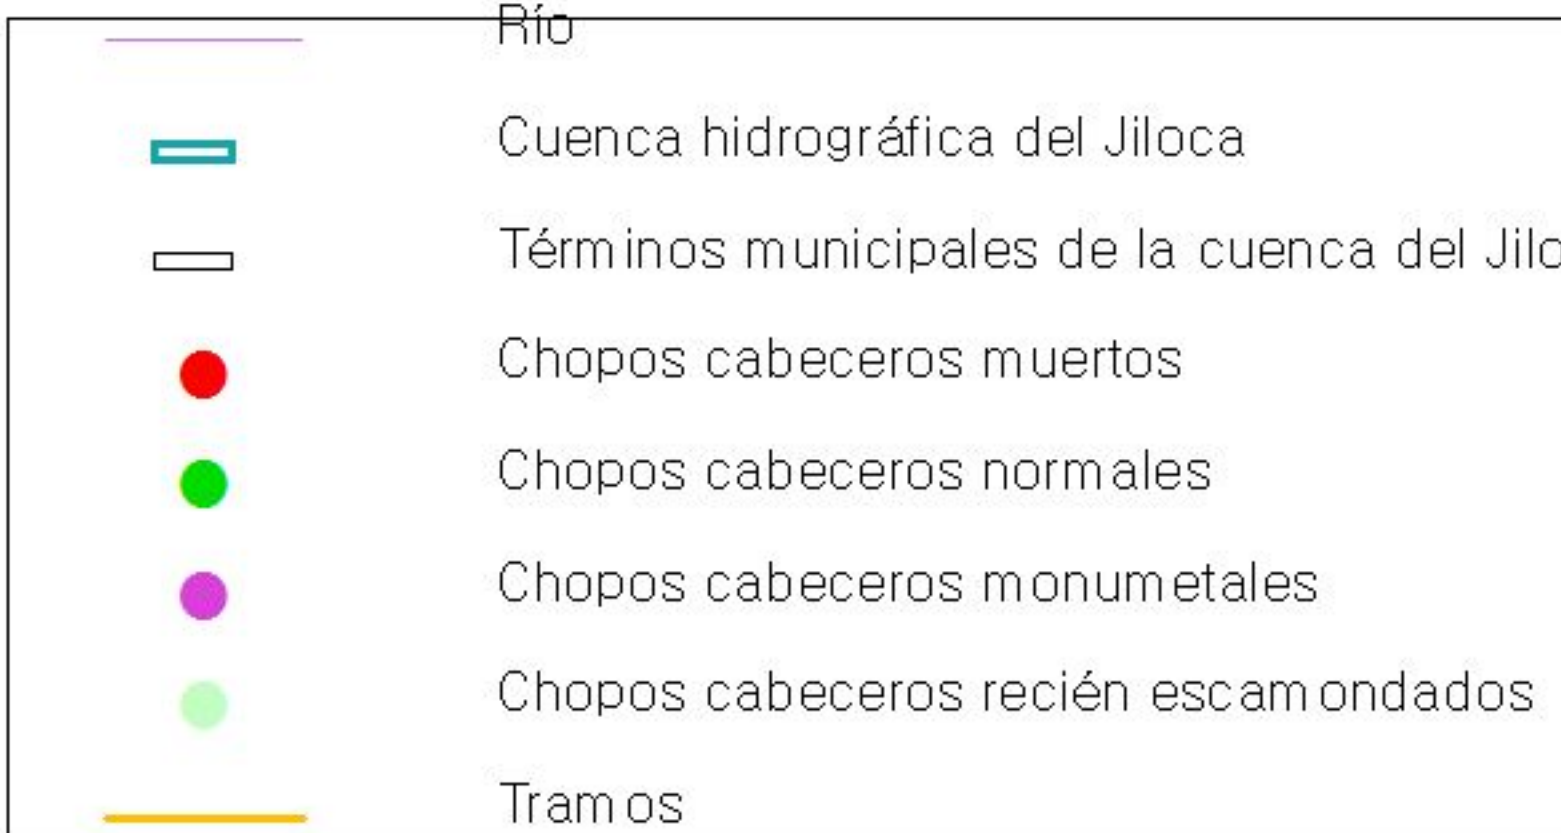 Río
Cuenca hidrográfica del Jiloca
Términos municipales de la cuenca del Jilo
Chopos cabeceros muertos
Chopos cabeceros normales
Chopos cabeceros monumetales
Chopos cabeceros recién escamondados
Tramos